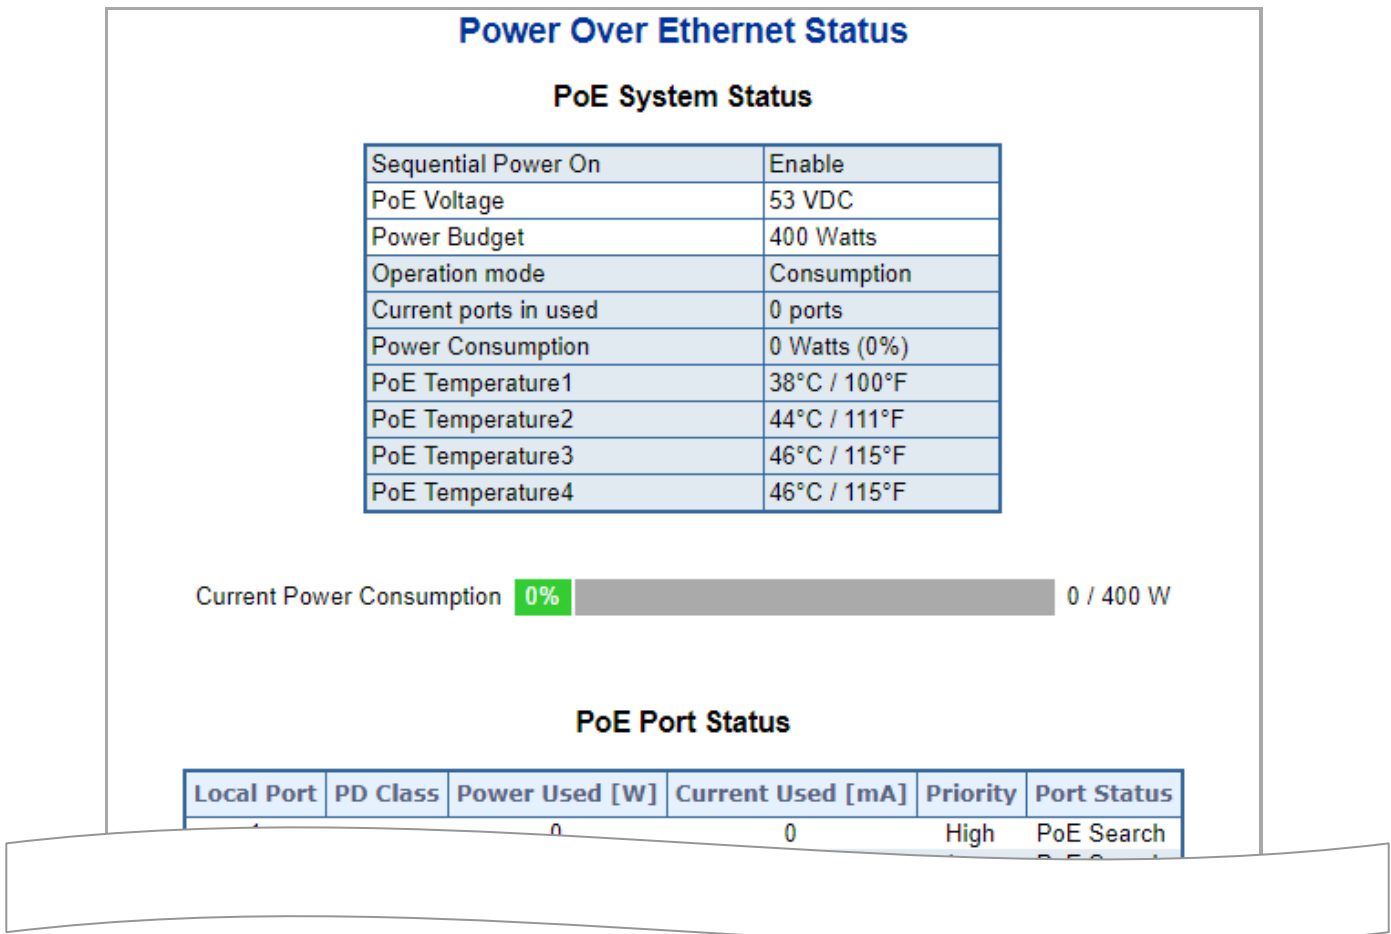 Power Over Ethernet Status
PoE System Status
Sequential Power On Enable
PoE Voltage 53 VDC
Power Budget 400 Watts
Operation mode Consumption
Current ports in used 0 ports
Power Consumption 0 Watts (0%)
PoE Temperature1 38°C / 100°F
PoE Temperature2 44°C / 111°F
PoE Temperature3 46°C / 115°F
PoE Temperature4 46°C / 115°F
Current Power Consumption 0% 0 / 400 W
PoE Port Status
Local Port PD Class Power Used [W] Current Used [mA] Priority Port Status
0 0 High PoE Search